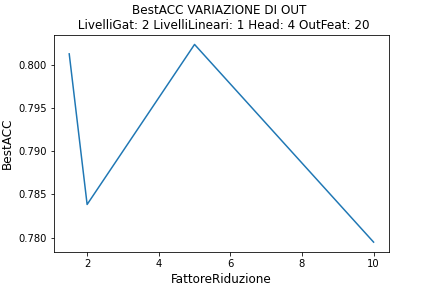 BestACC VARIAZIONE DI OUT
LivelliGat: 2 LivelliLineari: 1 Head: 4 OutFeat: 20
0.800
0.795
0.790
0.785
0.780
BestACC
2
4
6
8
10
FattoreRiduzione